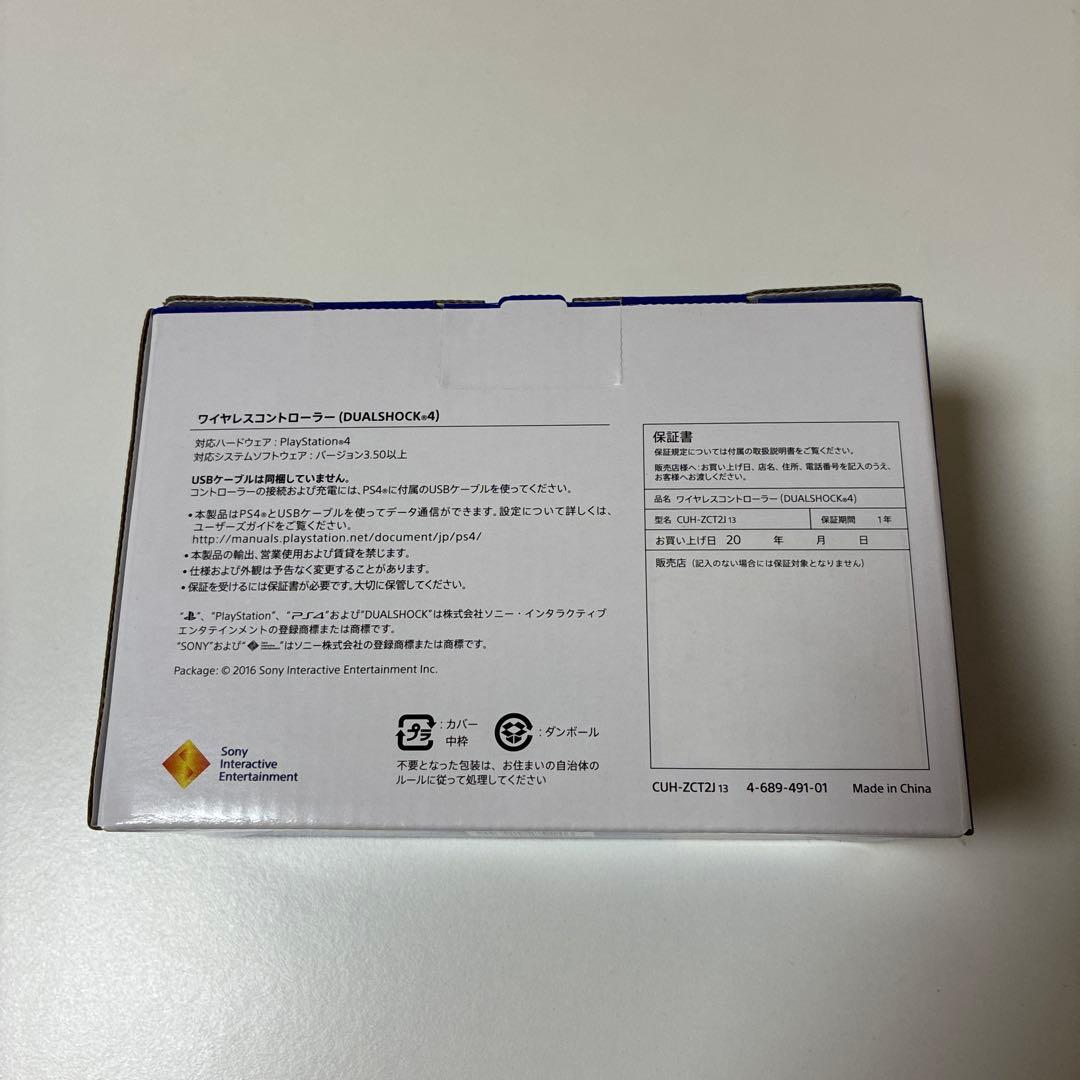 ワイヤレスコントローラー (DUALSHOCK®4)
対応ハードウェア : PlayStation®4
対応システムソフトウェア : バージョン3.50以上
USBケーブルは同梱していません。
コントローラーの接続および充電には、PS4®に付属のUSBケーブルを使ってください。
• 本製品はPS4®とUSBケーブルを使ってデータ通信ができます。設定について詳しくは、
ユーザーズガイドをご覧ください。
http://manuals.playstation.net/document/jp/ps4/
• 本製品の輸出、営業使用および賃貸を禁じます。
• 仕様および外観は予告なく変更することがあります。
• 保証を受けるには保証書が必要です。大切に保管してください。
“ ”、“PlayStation”、“PS4”および“DUALSHOCK”は株式会社ソニー・インタラクティブ
エンタテインメントの登録商標または商標です。
“SONY”および“ ”はソニー株式会社の登録商標または商標です。
Package: © 2016 Sony Interactive Entertainment Inc.
Sony
Interactive
Entertainment
プラ : カバー
中枠
: ダンボール
不要となった包装は、お住まいの自治体の
ルールに従って処理してください
保証書
保証規定については付属の取扱説明書をご覧ください。
販売店様へ : お買い上げ日、店名、住所、電話番号を記入のうえ、
お客様へお渡しください。
品名 ワイヤレスコントローラー (DUALSHOCK®4)
型名 CUH-ZCT2J 13 保証期間 1年
お買い上げ日 20 年 月 日
販売店 (記入のない場合には保証対象となりません)
CUH-ZCT2J 13 4-689-491-01 Made in China